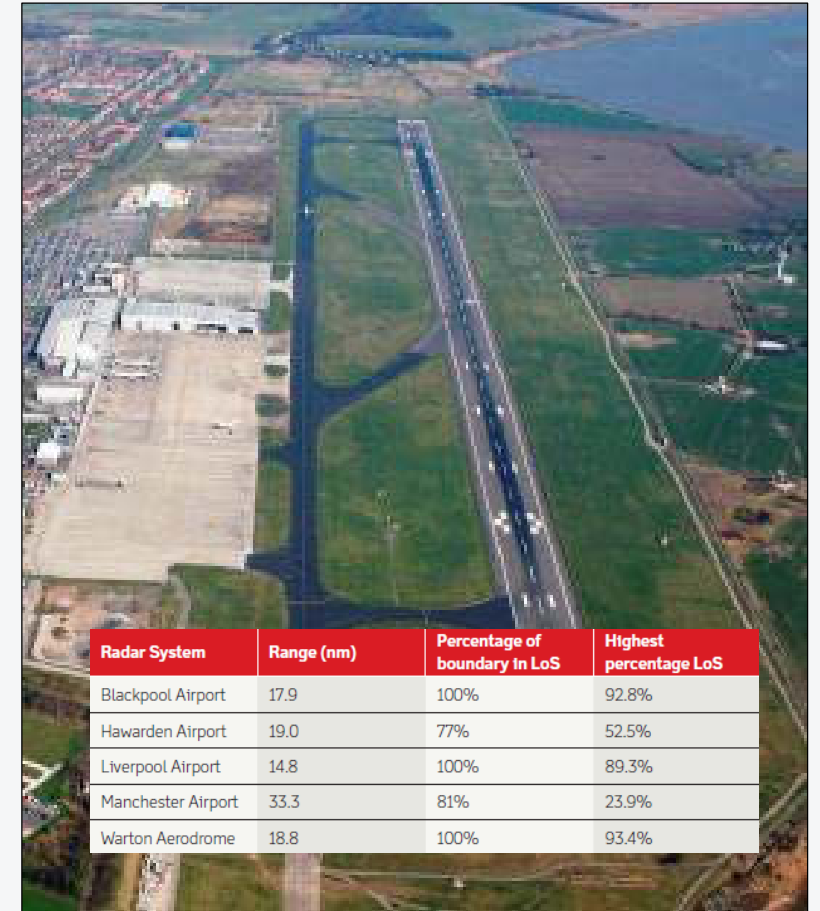 Radar System Range (nm) Percentage of boundary in LoS Highest percentage LoS
Blackpool Airport 17.9 100% 92.8%
Hawarden Airport 19.0 77% 52.5%
Liverpool Airport 14.8 100% 89.3%
Manchester Airport 33.3 81% 23.9%
Warton Aerodrome 18.8 100% 93.4%